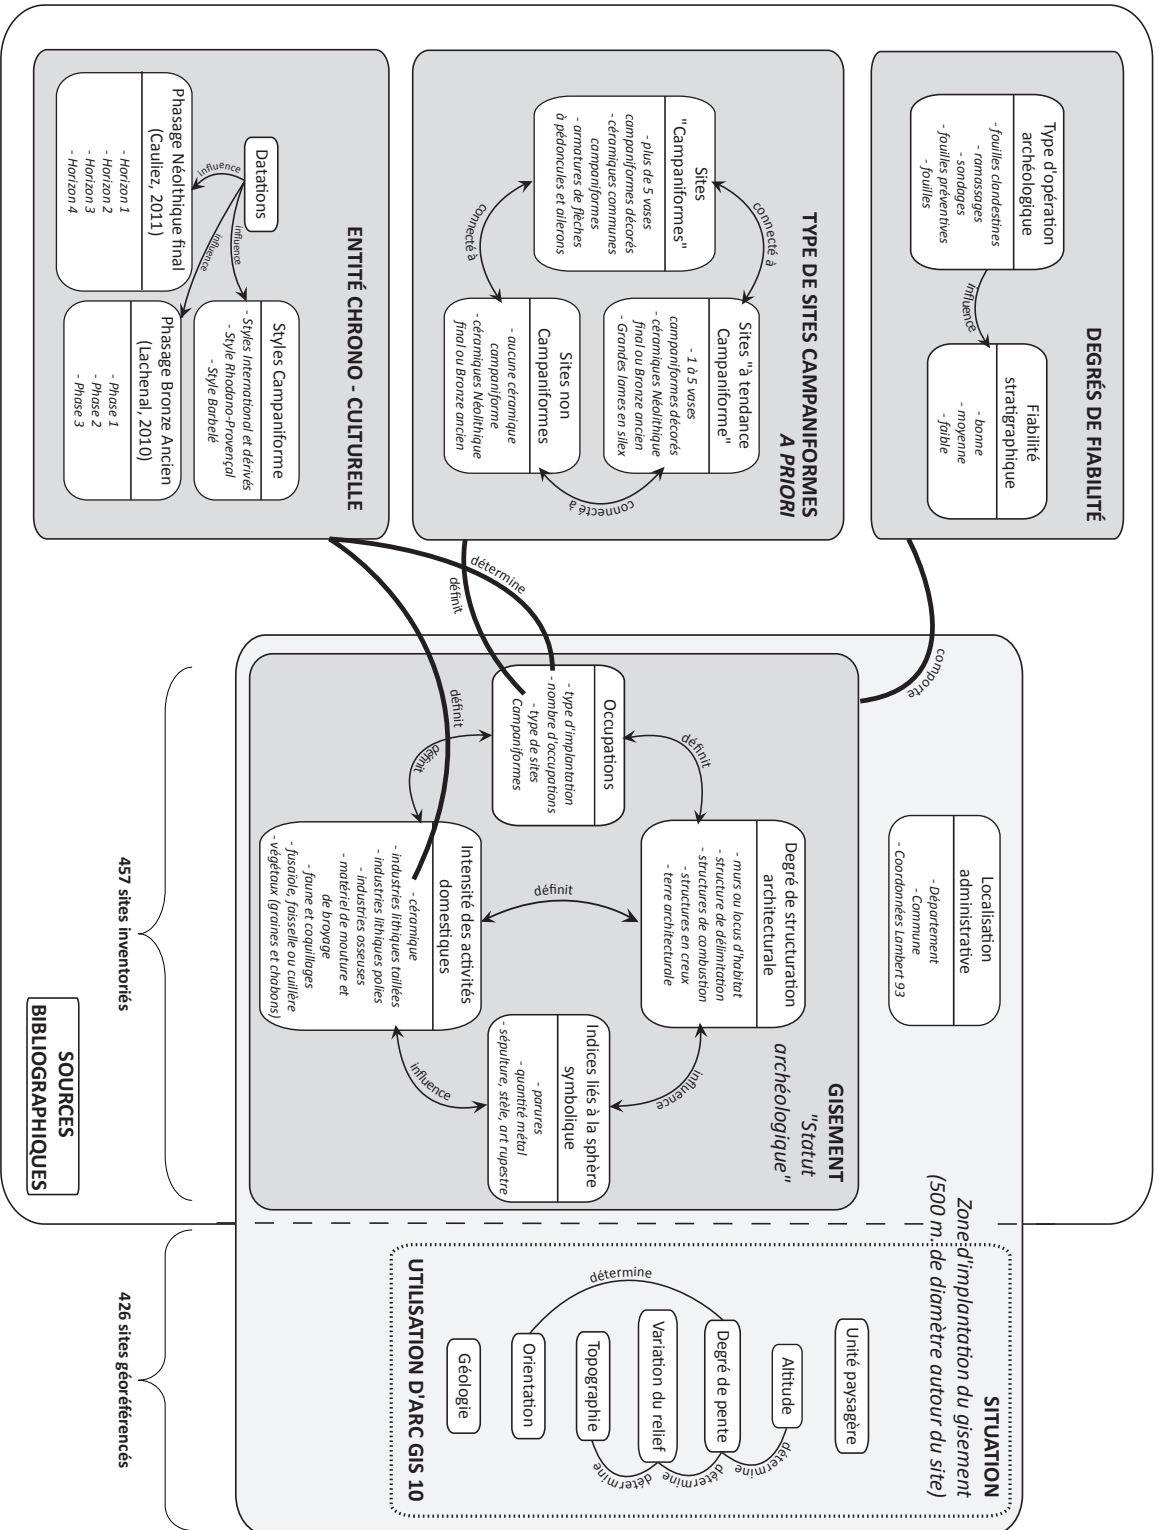 DEGRÉS DE FIABILITÉ
Type d'opération
archéologique
- fouilles clandestines
- ramassages
- sondages
- fouilles préventives
- fouilles
Influence
Fiabilité
stratigraphique
- bonne
- moyenne
- faible
TYPE DE SITES CAMPANIFORMES
A PRIORI
Sites
"Campaniformes"
- plus de 5 vases
campaniformes décorés
- céramiques communes
campaniformes
- armatures de flèches
à pédoncules et ailerons
connecté à
Sites "à tendance
Campaniforme"
- 1 à 5 vases
campaniformes décorés
- céramiques Néolithique
final ou Bronze ancien
- Grandes lames en silex
connecté à
Sites non
Campaniformes
- aucune céramique
campaniforme
- céramiques Néolithique
final ou Bronze ancien
connecté à
ENTITÉ CHRONO - CULTURELLE
Datations
influence
influence
influence
Styles Campaniforme
- Styles International et dérivés
- Style Rhodano-Provençal
- Style Barbelé
Phasage Néolthique final
(Cauliez, 2011)
- Horizon 1
- Horizon 2
- Horizon 3
- Horizon 4
Phasage Bronze Ancien
(Lachenal, 2010)
- Phase 1
- Phase 2
- Phase 3
comporte
détermine
définit
définit
Localisation
administrative
- Département
- Commune
- Coordonnées Lambert 93
GISEMENT
"Statut
archéologique"
Degré de structuration
architecturale
- murs ou locus d'habitat
- structure de délimitation
- structures de combustion
- structures en creux
- terre architecturale
définit
Occupations
- type d'implantation
- nombre d'occupations
- type de sites
Campaniformes
définit
définit
influence
Indices liés à la sphère
symbolique
- parures
- quantité métal
- sépulture, stèle, art rupestre
influence
Intensité des activités
domestiques
- céramique
- industries lithiques taillées
- industries lithiques polies
- industries osseuses
- matériel de mouture et
de broyage
- faune et coquillages
- fusaïole, faisselle ou cuillère
- végétaux (graines et chabons)
SITUATION
Zone d'implantation du gisement
(500 m. de diamètre autour du site)
Unité paysagère
Altitude
Degré de pente
Variation du relief
Topographie
Orientation
Géologie
détermine
détermine
détermine
détermine
UTILISATION D'ARC GIS 10
457 sites inventoriés
426 sites géoréférencés
SOURCES
BIBLIOGRAPHIQUES